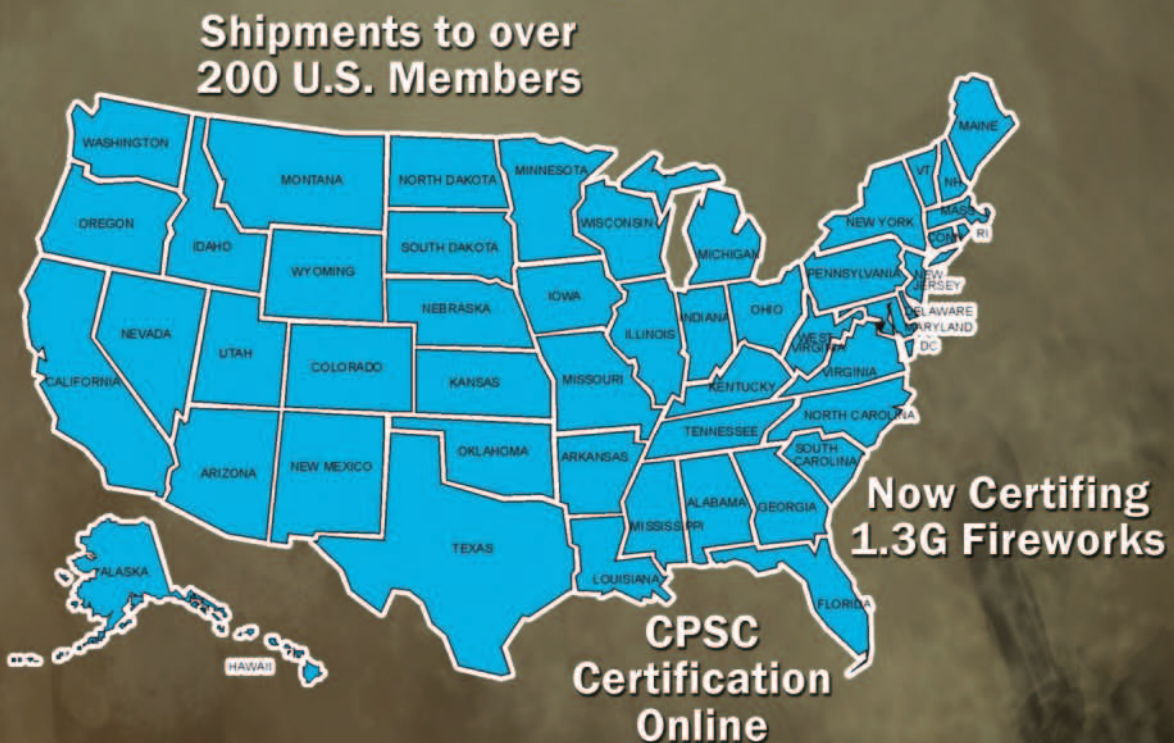 Shipments to over
200 U.S. Members
WASHINGTON
MONTANA
NORTH DAKOTA
MINNESOTA
MAINE
VT
NH
OREGON
IDAHO
SOUTH DAKOTA
WISCONSIN
MICHIGAN
NEW YORK
MASS
RI
CONN
WYOMING
NEBRASKA
IOWA
PENNSYLVANIA
NEW
JERSEY
NEVADA
UTAH
COLORADO
ILLINOIS
INDIANA
OHIO
WEST
VIRGINIA
DELAWARE
MARYLAND
DC
CALIFORNIA
KANSAS
MISSOURI
KENTUCKY
VIRGINIA
ARIZONA
NEW MEXICO
OKLAHOMA
ARKANSAS
TENNESSEE
NORTH CAROLINA
SOUTH
CAROLINA
TEXAS
LOUISIANA
MISSISSIPPI
ALABAMA
GEORGIA
FLORIDA
ALASKA
HAWAII
Now Certifing
1.3G Fireworks
CPSC
Certification
Online